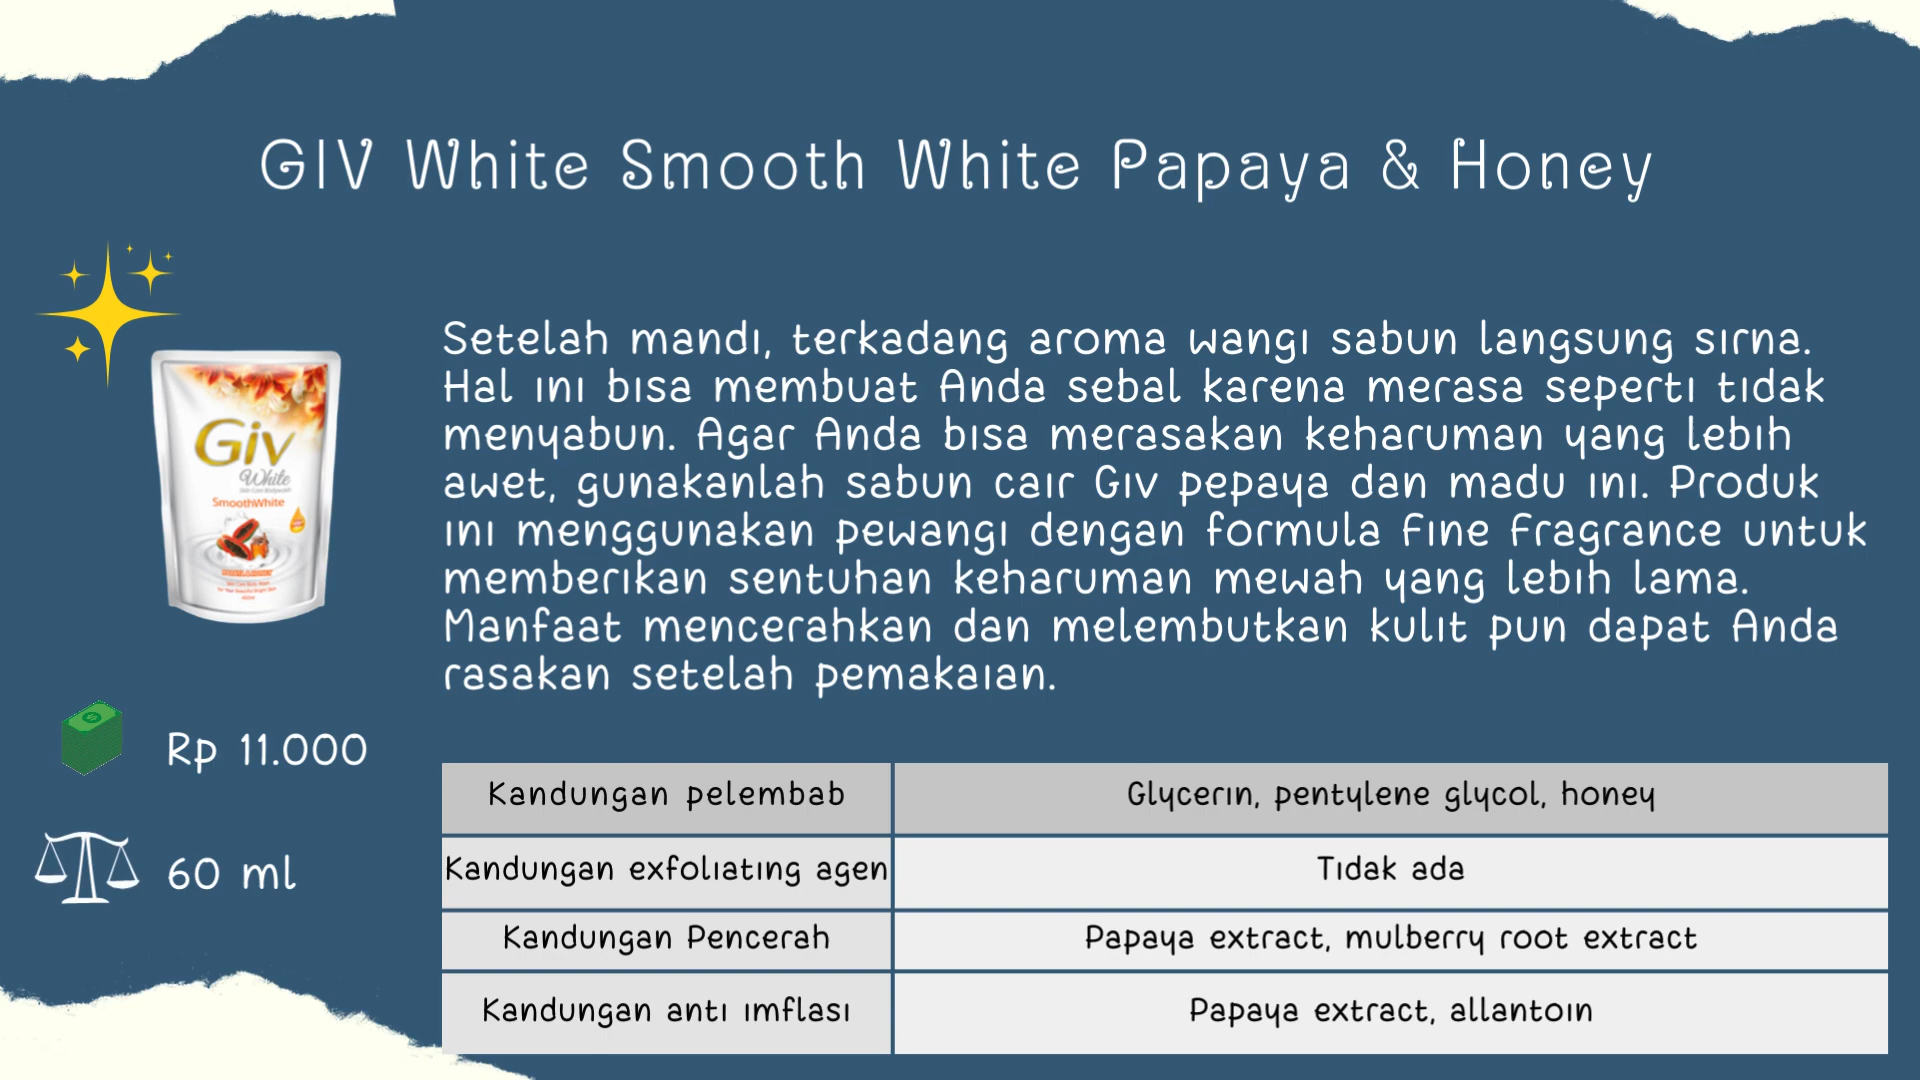 GIV White Smooth White Papaya & Honey
Giv
White
Skin Care Bodywash
SmoothWhite
Setelah mandi, terkadang aroma wangi sabun langsung sirna.
Hal ini bisa membuat Anda sebal karena merasa seperti tidak
menyabun. Agar Anda bisa merasakan keharuman yang lebih
awet, gunakanlah sabun cair Giv pepaya dan madu ini. Produk
ini menggunakan pewangi dengan formula Fine Fragrance untuk
memberikan sentuhan keharuman mewah yang lebih lama.
Manfaat mencerahkan dan melembutkan kulit pun dapat Anda
rasakan setelah pemakaian.
Rp 11.000
60 ml
Kandungan pelembab Glycerin, pentylene glycol, honey
Kandungan exfoliating agen Tidak ada
Kandungan Pencerah Papaya extract, mulberry root extract
Kandungan anti imflasi Papaya extract, allantoin